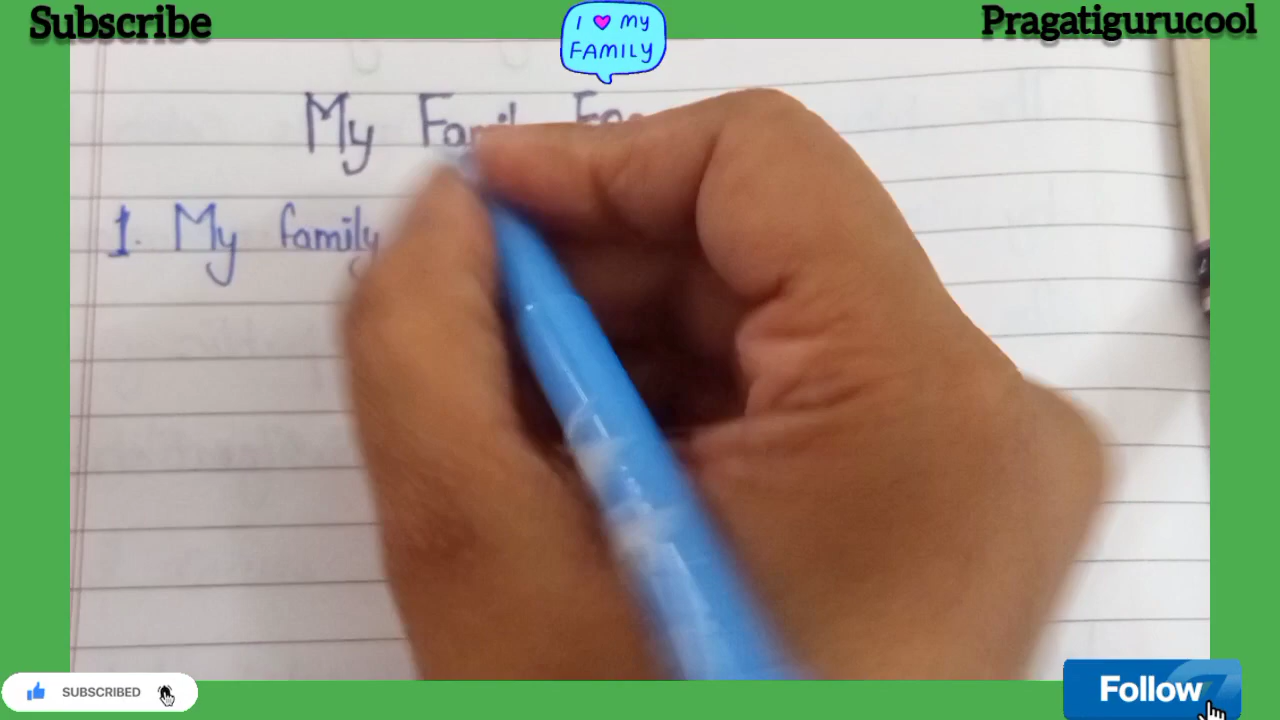 Subscribe
I ♥ My
FAMILY
Pragatigurucool
My
1. My family
SUBSCRIBED
Follow